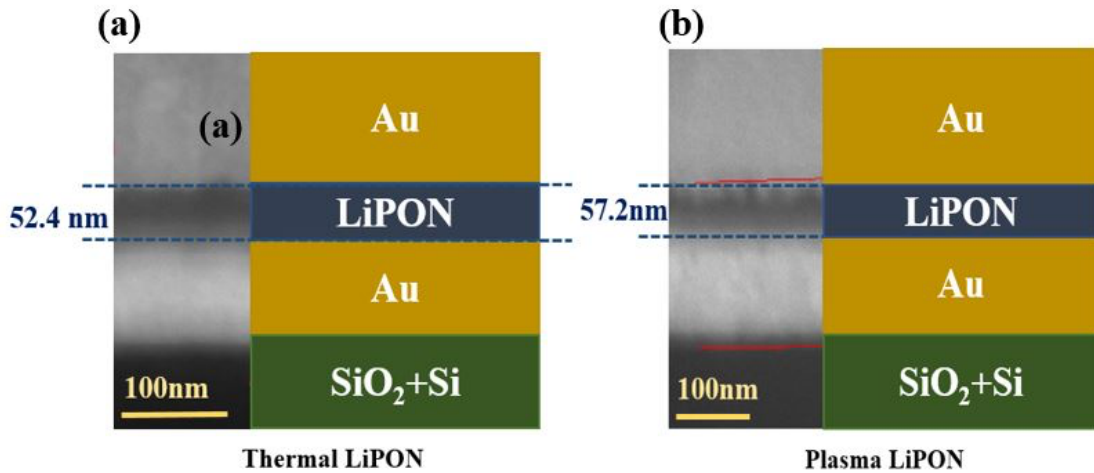 (a)
(b)
(a)
Au
Au
52.4 nm
LiPON
57.2nm
LiPON
Au
Au
100nm
SiO₂+Si
100nm
SiO₂+Si
Thermal LiPON
Plasma LiPON